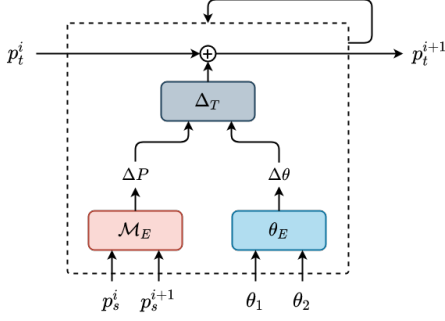 p_t^i p_t^{i+1}
Δ_T
ΔP Δθ
ℳ_E θ_E
p_s^i p_s^{i+1} θ_1 θ_2